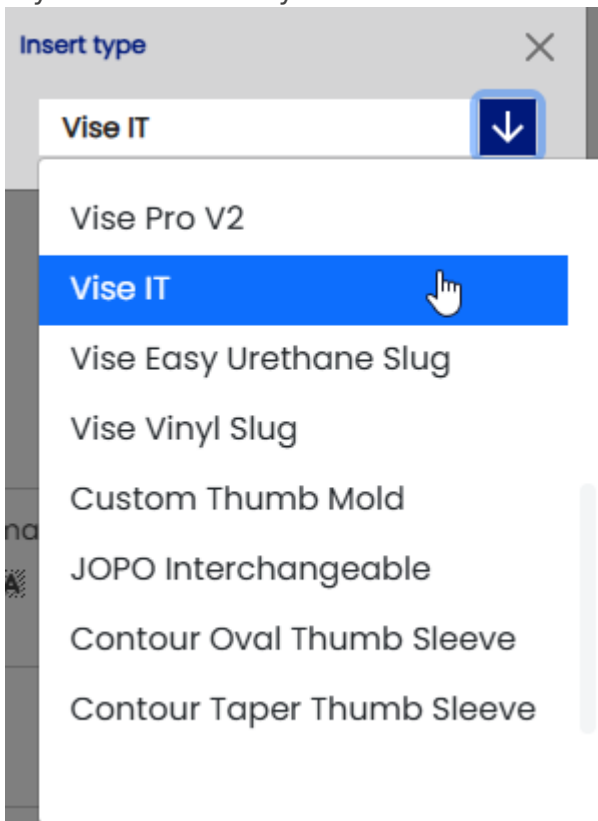 Insert type
Vise IT
Vise Pro V2
Vise IT
Vise Easy Urethane Slug
Vise Vinyl Slug
Custom Thumb Mold
JOPO Interchangeable
Contour Oval Thumb Sleeve
Contour Taper Thumb Sleeve